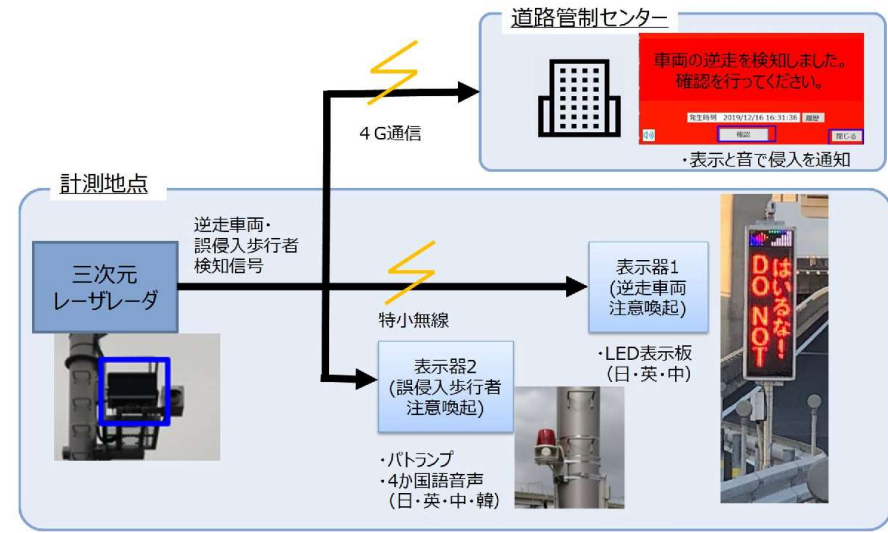 道路管制センター
車両の逆走を検知しました。
確認を行ってください。
発生時刻 2019/12/16 16:31:36 履歴
確認
閉じる
・表示と音で侵入を通知
4G通信
計測地点
逆走車両・
誤侵入歩行者
検知信号
三次元
レーザレーダ
特小無線
表示器1
(逆走車両
注意喚起)
・LED表示板
(日・英・中)
はいるな!
DO NOT
表示器2
(誤侵入歩行者
注意喚起)
・パトランプ
・4か国語音声
(日・英・中・韓)